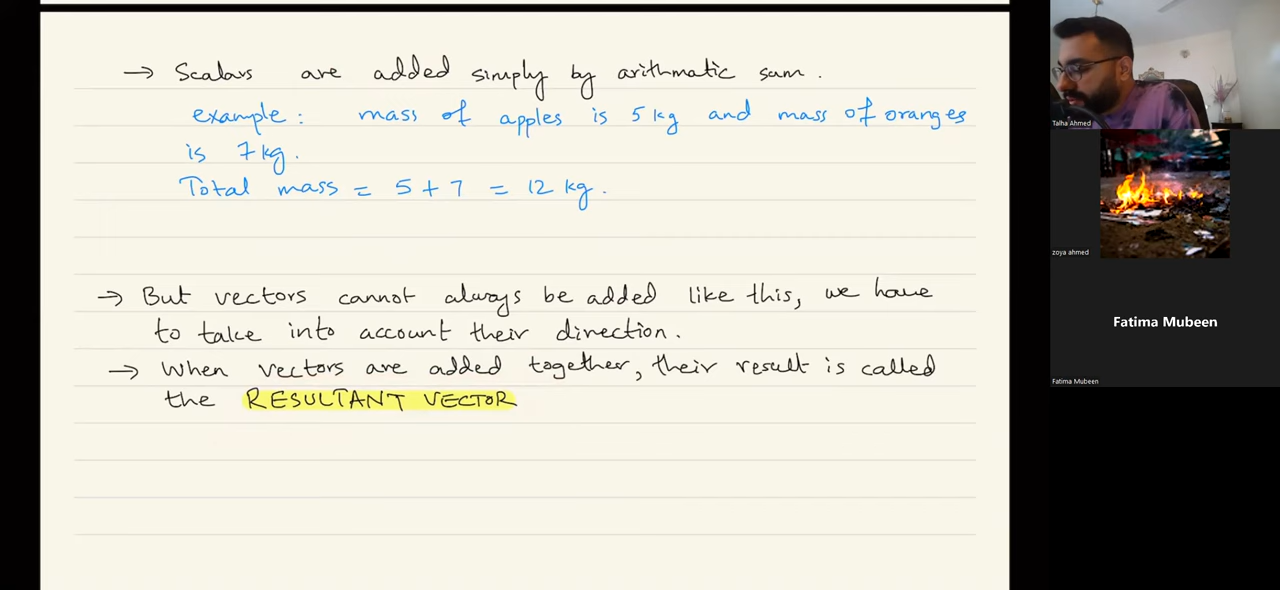 → Scalars are added simply by arithmatic sum.
example: mass of apples is 5 kg and mass of oranges
is 7 kg.
Total mass = 5 + 7 = 12 kg.
→ But vectors cannot always be added like this, we have
to take into account their direction.
→ When vectors are added together, their result is called
the RESULTANT VECTOR
Talha Ahmed
zoya ahmed
Fatima Mubeen
Fatima Mubeen